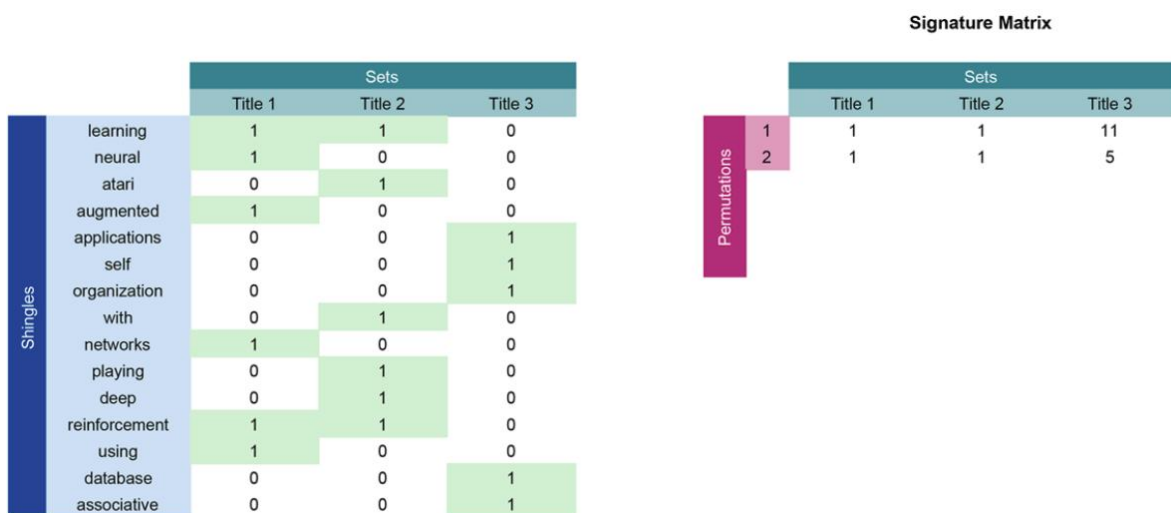 Signature Matrix
Sets
Title 1 Title 2 Title 3
Shingles
learning 1 1 0
neural 1 0 0
atari 0 1 0
augmented 1 0 0
applications 0 0 1
self 0 0 1
organization 0 0 1
with 0 1 0
networks 1 0 0
playing 0 1 0
deep 0 1 0
reinforcement 1 1 0
using 1 0 0
database 0 0 1
associative 0 0 1
Sets
Title 1 Title 2 Title 3
Permutations
1 1 1 11
2 1 1 5